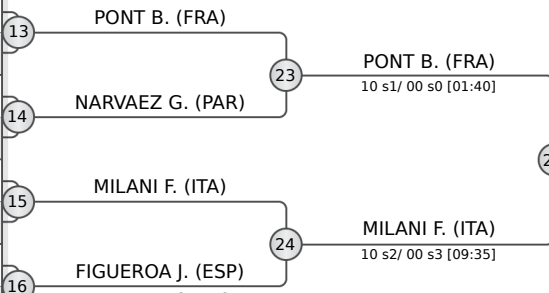 PONT B. (FRA)
13
23
PONT B. (FRA)
10 s1/ 00 s0 [01:40]
NARVAEZ G. (PAR)
14
MILANI F. (ITA)
15
24
MILANI F. (ITA)
10 s2/ 00 s3 [09:35]
FIGUEROA J. (ESP)
16